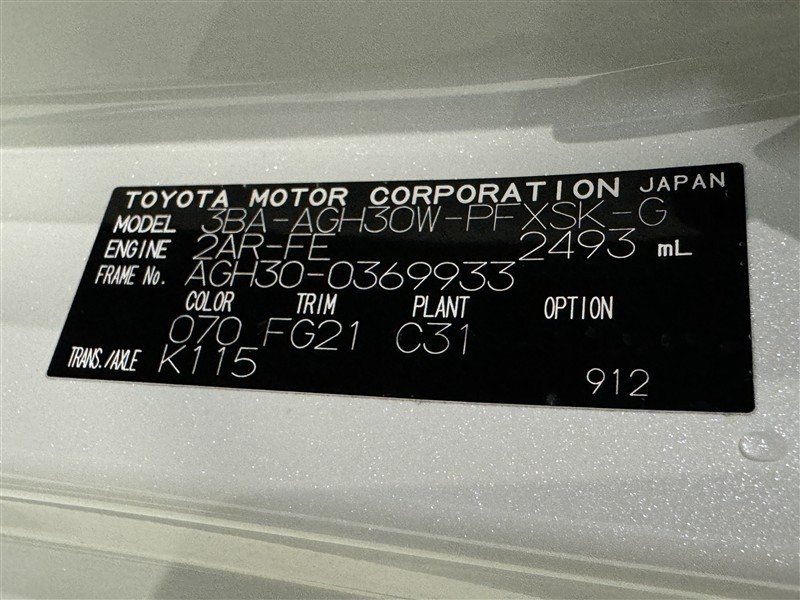 TOYOTA MOTOR CORPORATION JAPAN
MODEL 3BA-AGH30W-PFXSK-G
ENGINE 2AR-FE 2493 mL
FRAME No. AGH30-0369933
COLOR TRIM PLANT OPTION
070 FG21 C31
TRANS./AXLE K115
912